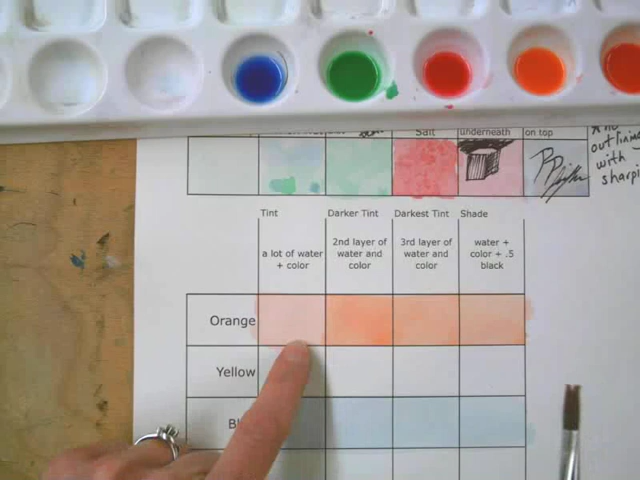 Salt underneath on top
outlining
with
sharpi
Tint Darker Tint Darkest Tint Shade
a lot of water
+ color
2nd layer of
water and
color
3rd layer of
water and
color
water +
color + .5
black
Orange
Yellow